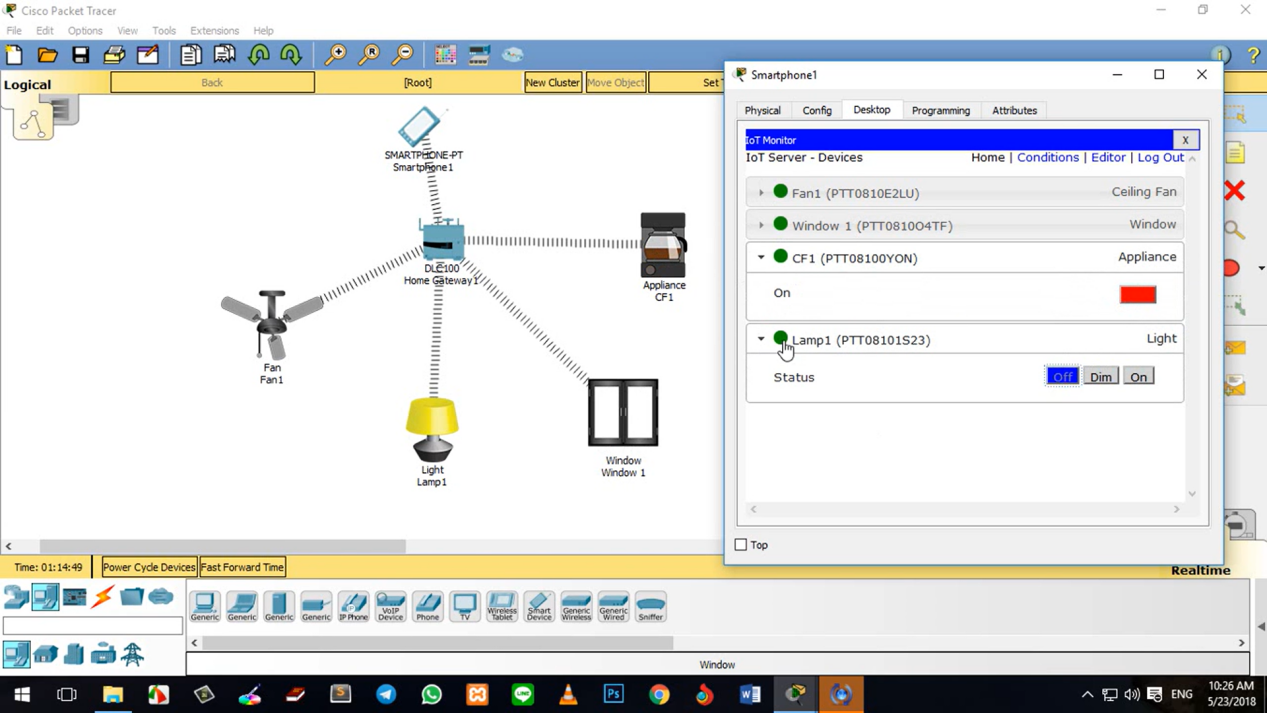 Cisco Packet Tracer
File Edit Options View Tools Extensions Help
Logical
Back
[Root]
New Cluster
Move Object
SMARTPHONE-PT
Smartphone1
DLC100
Home Gateway1
Appliance
CF1
Fan
Fan1
Light
Lamp1
Window
Window 1
Smartphone1
Physical Config Desktop Programming Attributes
IoT Monitor X
IoT Server - Devices Home | Conditions | Editor | Log Out
Fan1 (PTT0810E2LU) Ceiling Fan
Window 1 (PTT0810O4TF) Window
CF1 (PTT08100YON) Appliance
On
Lamp1 (PTT08101S23) Light
Status Off Dim On
Top
Time: 01:14:49 Power Cycle Devices Fast Forward Time
Realtime
Generic Generic Generic Generic IP Phone VoIP Device Phone TV Wireless Tablet Smart Device Generic Wireless Generic Wired Sniffer
Window
ENG
10:26 AM
5/23/2018